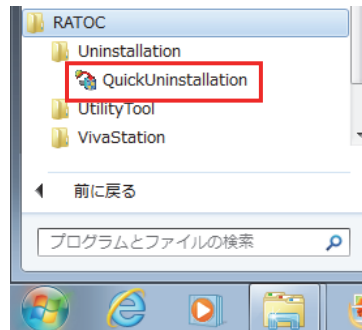 RATOC
Uninstallation
QuickUninstallation
UtilityTool
VivaStation
前に戻る
プログラムとファイルの検索